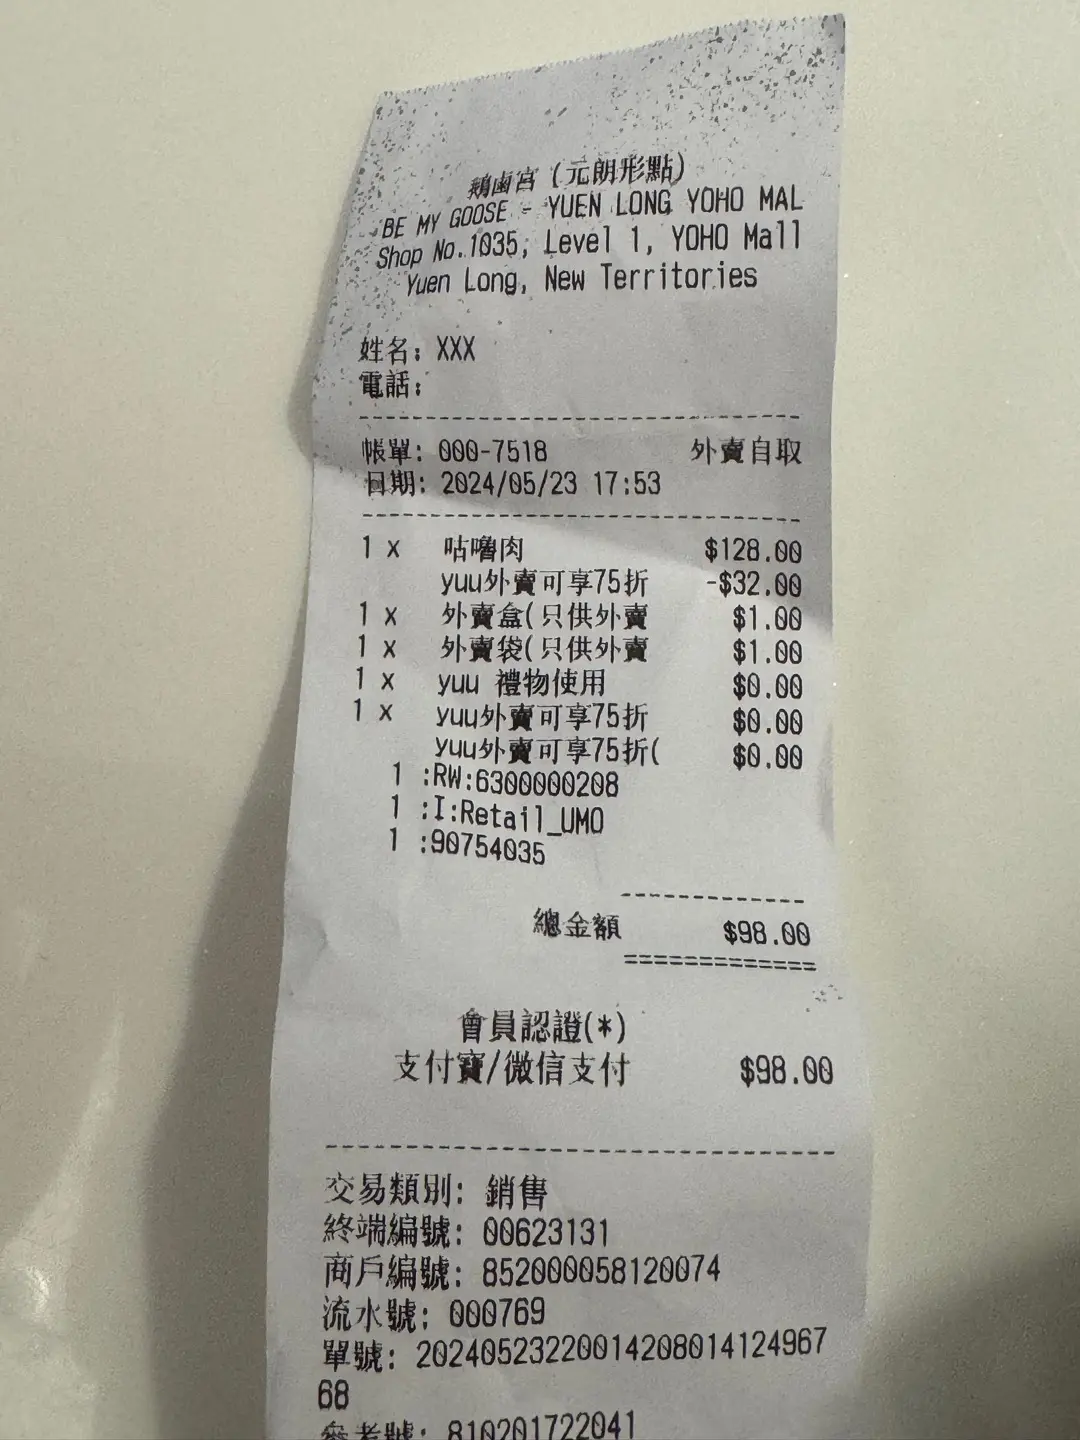 鵝滷宮 (元朗形點)
BE MY GOOSE - YUEN LONG YOHO MAL
Shop No.1035, Level 1, YOHO Mall
Yuen Long, New Territories
姓名: XXX
電話:
帳單: 000-7518 外賣自取
日期: 2024/05/23 17:53
1 x 咕嚕肉 $128.00
yuu外賣可享75折 -$32.00
1 x 外賣盒(只供外賣 $1.00
1 x 外賣袋(只供外賣 $1.00
1 x yuu 禮物使用 $0.00
1 x yuu外賣可享75折 $0.00
yuu外賣可享75折( $0.00
1 :RW:6300000208
1 :I:Retail_UMO
1 :90754035
總金額 $98.00
會員認證(*)
支付寶/微信支付 $98.00
交易類別: 銷售
終端編號: 00623131
商戶編號: 852000058120074
流水號: 000769
單號: 20240523220014208014124967
68
參考號: 810201722041